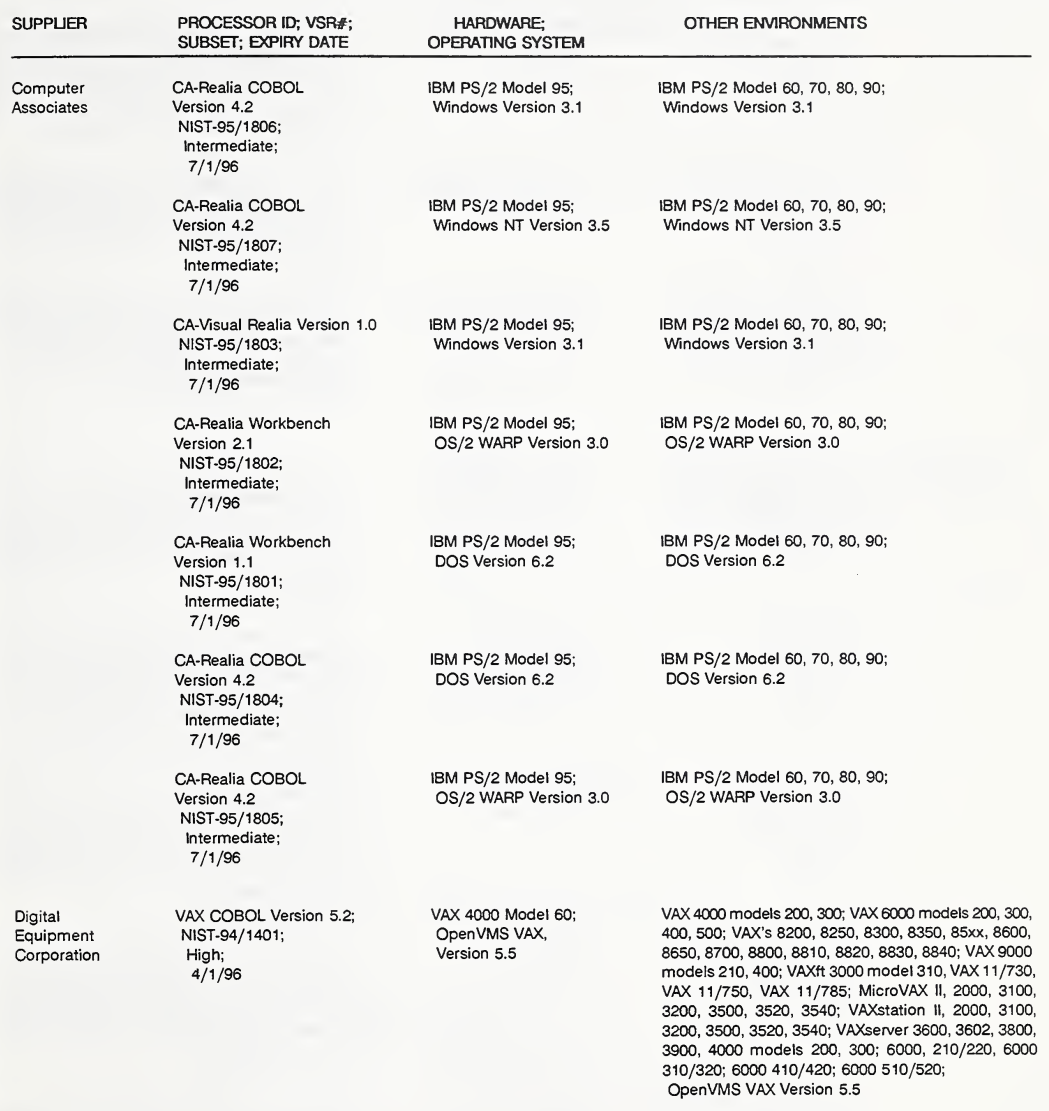 SUPPLIER PROCESSOR ID; VSR#; HARDWARE; OTHER ENVIRONMENTS
SUBSET; EXPIRY DATE OPERATING SYSTEM
Computer CA-Realia COBOL IBM PS/2 Model 95; IBM PS/2 Model 60, 70, 80, 90;
Associates Version 4.2 Windows Version 3.1 Windows Version 3.1
NIST-95/1806;
Intermediate;
7/1/96
CA-Realia COBOL IBM PS/2 Model 95; IBM PS/2 Model 60, 70, 80, 90;
Version 4.2 Windows NT Version 3.5 Windows NT Version 3.5
NIST-95/1807;
Intermediate;
7/1/96
CA-Visual Realia Version 1.0 IBM PS/2 Model 95; IBM PS/2 Model 60, 70, 80, 90;
NIST-95/1803; Windows Version 3.1 Windows Version 3.1
Intermediate;
7/1/96
CA-Realia Workbench IBM PS/2 Model 95; IBM PS/2 Model 60, 70, 80, 90;
Version 2.1 OS/2 WARP Version 3.0 OS/2 WARP Version 3.0
NIST-95/1802;
Intermediate;
7/1/96
CA-Realia Workbench IBM PS/2 Model 95; IBM PS/2 Model 60, 70, 80, 90;
Version 1.1 DOS Version 6.2 DOS Version 6.2
NIST-95/1801;
Intermediate;
7/1/96
CA-Realia COBOL IBM PS/2 Model 95; IBM PS/2 Model 60, 70, 80, 90;
Version 4.2 DOS Version 6.2 DOS Version 6.2
NIST-95/1804;
Intermediate;
7/1/96
CA-Realia COBOL IBM PS/2 Model 95; IBM PS/2 Model 60, 70, 80, 90;
Version 4.2 OS/2 WARP Version 3.0 OS/2 WARP Version 3.0
NIST-95/1805;
Intermediate;
7/1/96
Digital VAX COBOL Version 5.2; VAX 4000 Model 60; VAX 4000 models 200, 300; VAX 6000 models 200, 300,
Equipment NIST-94/1401; OpenVMS VAX, 400, 500; VAX's 8200, 8250, 8300, 8350, 85xx, 8600,
Corporation High; Version 5.5 8650, 8700, 8800, 8810, 8820, 8830, 8840; VAX 9000
4/1/96 models 210, 400; VAXft 3000 model 310, VAX 11/730,
VAX 11/750, VAX 11/785; MicroVAX II, 2000, 3100,
3200, 3500, 3520, 3540; VAXstation II, 2000, 3100,
3200, 3500, 3520, 3540; VAXserver 3600, 3602, 3800,
3900, 4000 models 200, 300; 6000, 210/220, 6000
310/320; 6000 410/420; 6000 510/520;
OpenVMS VAX Version 5.5